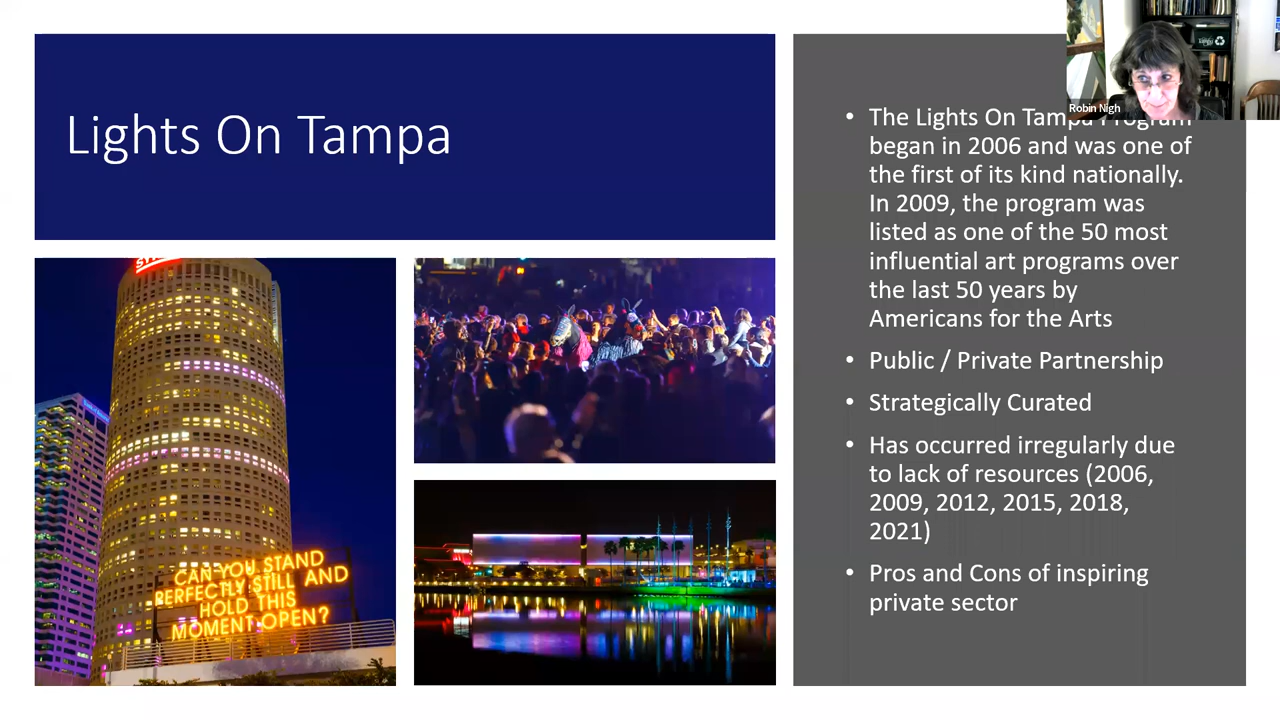 Lights On Tampa
Robin Nigh
• The Lights On Tampa Program
began in 2006 and was one of
the first of its kind nationally.
In 2009, the program was
listed as one of the 50 most
influential art programs over
the last 50 years by
Americans for the Arts
• Public / Private Partnership
• Strategically Curated
• Has occurred irregularly due
to lack of resources (2006,
2009, 2012, 2015, 2018,
2021)
• Pros and Cons of inspiring
private sector
CAN YOU STAND
PERFECTLY STILL AND
HOLD THIS
MOMENT OPEN?